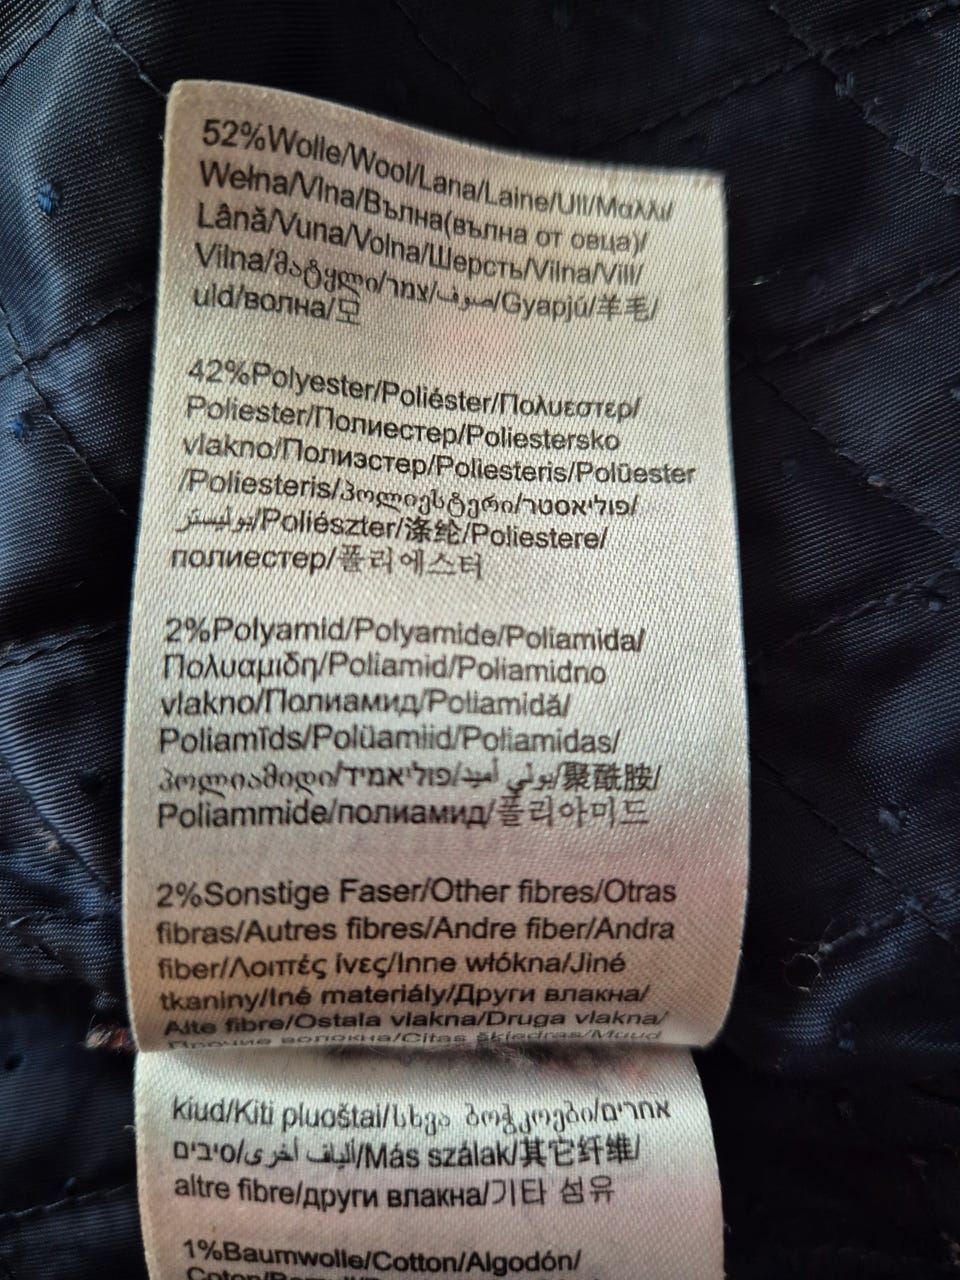 52%Wolle/Wool/Lana/Laine/Ull/Μαλλι/
Wełna/Vlna/Вълна(вълна от овца)/
Lână/Vuna/Volna/Шерсть/Vilna/Vill/
Vilna/მატყლი/צמר/صوف/Gyapjú/羊毛/
uld/волна/모
42%Polyester/Poliéster/Πολυεστερ/
Poliester/Полиестер/Poliestersko
vlakno/Полиэстер/Poliesteris/Polüester
/Poliesteris/პოლიესტერი/פוליאסטר/
بوليستر/Poliészter/涤纶/Poliestere/
полиестер/폴리에스터
2%Polyamid/Polyamide/Poliamida/
Πολυαμιδη/Poliamid/Poliamidno
vlakno/Полиамид/Poliamidă/
Poliamīds/Polüamiid/Poliamidas/
პოლიამიდი/פוליאמיד/بولي أميد/聚酰胺/
Poliammide/полиамид/폴리아미드
2%Sonstige Faser/Other fibres/Otras
fibras/Autres fibres/Andre fiber/Andra
fiber/Λοιπές ίνες/Inne włókna/Jiné
tkaniny/Iné materiály/Други влакна/
Alte fibre/Ostala vlakna/Druga vlakna/
Прочие волокна/Citas šķiedras/Muud
kiud/Kiti pluoštai/სხვა ბოჭკოები/אחרים
סיבים/ألياف أخرى/Más szálak/其它纤维/
altre fibre/други влакна/기타 섬유
1%Baumwolle/Cotton/Algodón/